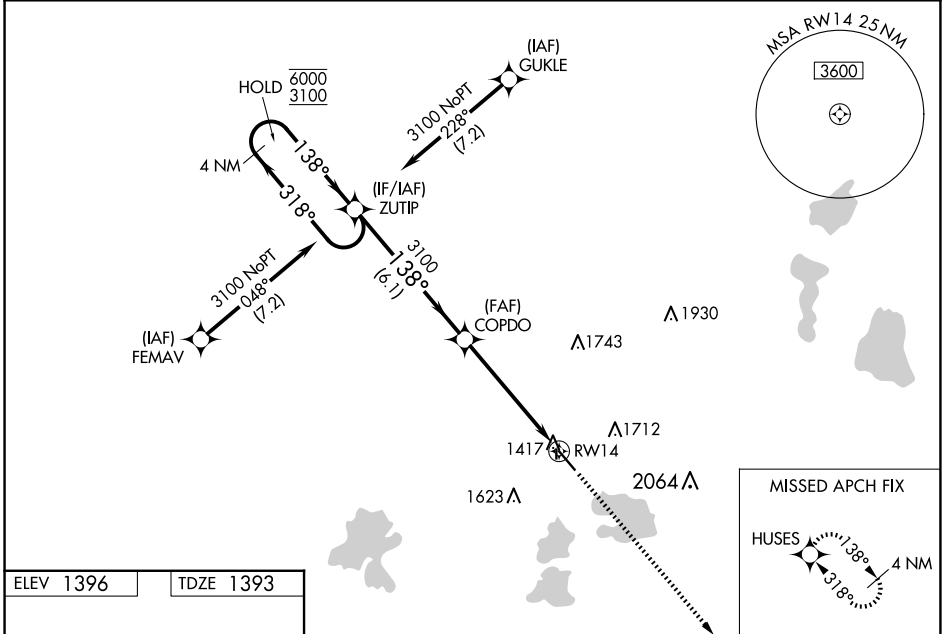 MSA RW14 25 NM
3600
(IAF)
GUKLE
3100 NoPT
228°
(7.2)
HOLD 6000
3100
4 NM
138°
318°
(IF/IAF)
ZUTIP
3100
138°
(6.1)
3100 NoPT
048°
(7.2)
(IAF)
FEMAV
(FAF)
COPDO
1930
1743
1712
1417
RW14
2064
1623
MISSED APCH FIX
HUSES
138°
318°
4 NM
ELEV 1396
TDZE 1393